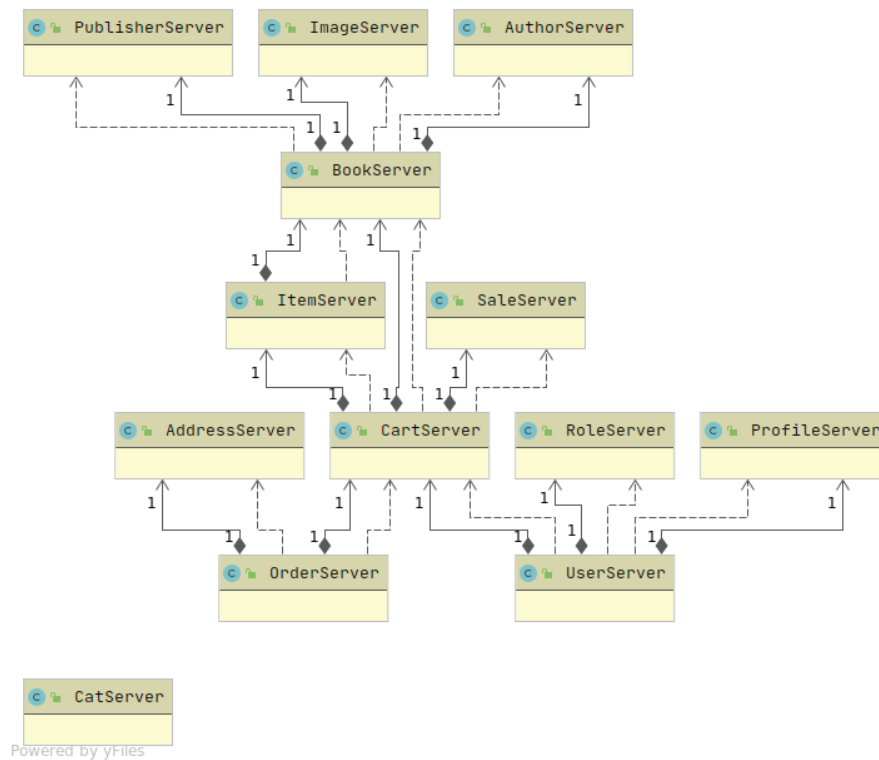 C PublisherServer
C ImageServer
C AuthorServer
1
1
1
1
1
1
C BookServer
1
1
1
C ItemServer
C SaleServer
1
1
1
1
1
C AddressServer
C CartServer
C RoleServer
C ProfileServer
1
1
1
1
1
1
1
1
1
1
C OrderServer
C UserServer
C CatServer
Powered by yFiles